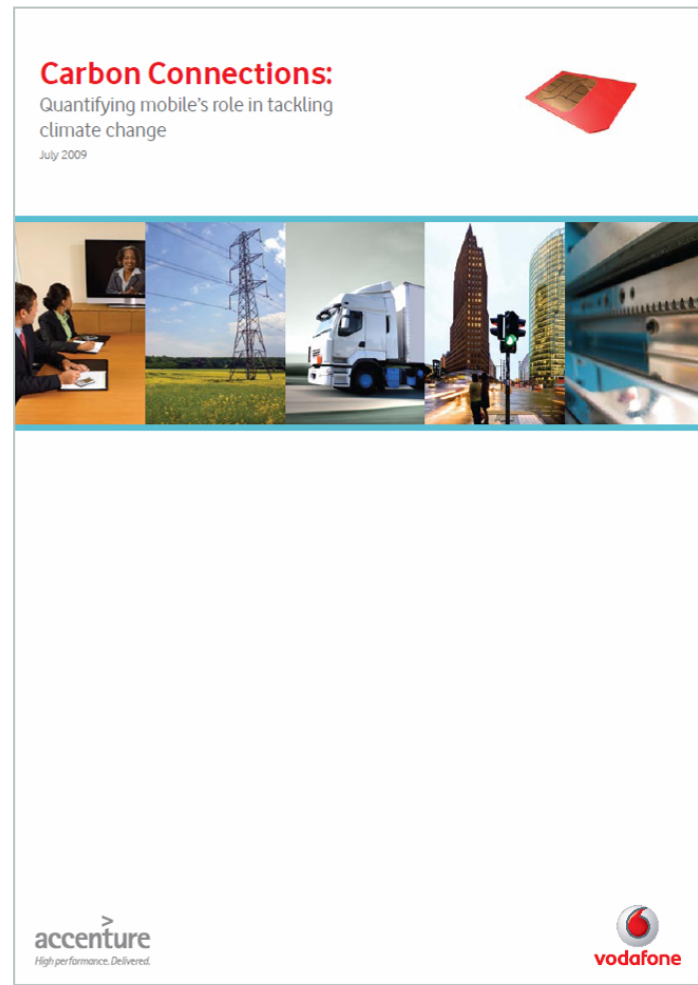 Carbon Connections:
Quantifying mobile's role in tackling
climate change
July 2009
>
accenture
High performance. Delivered.
vodafone